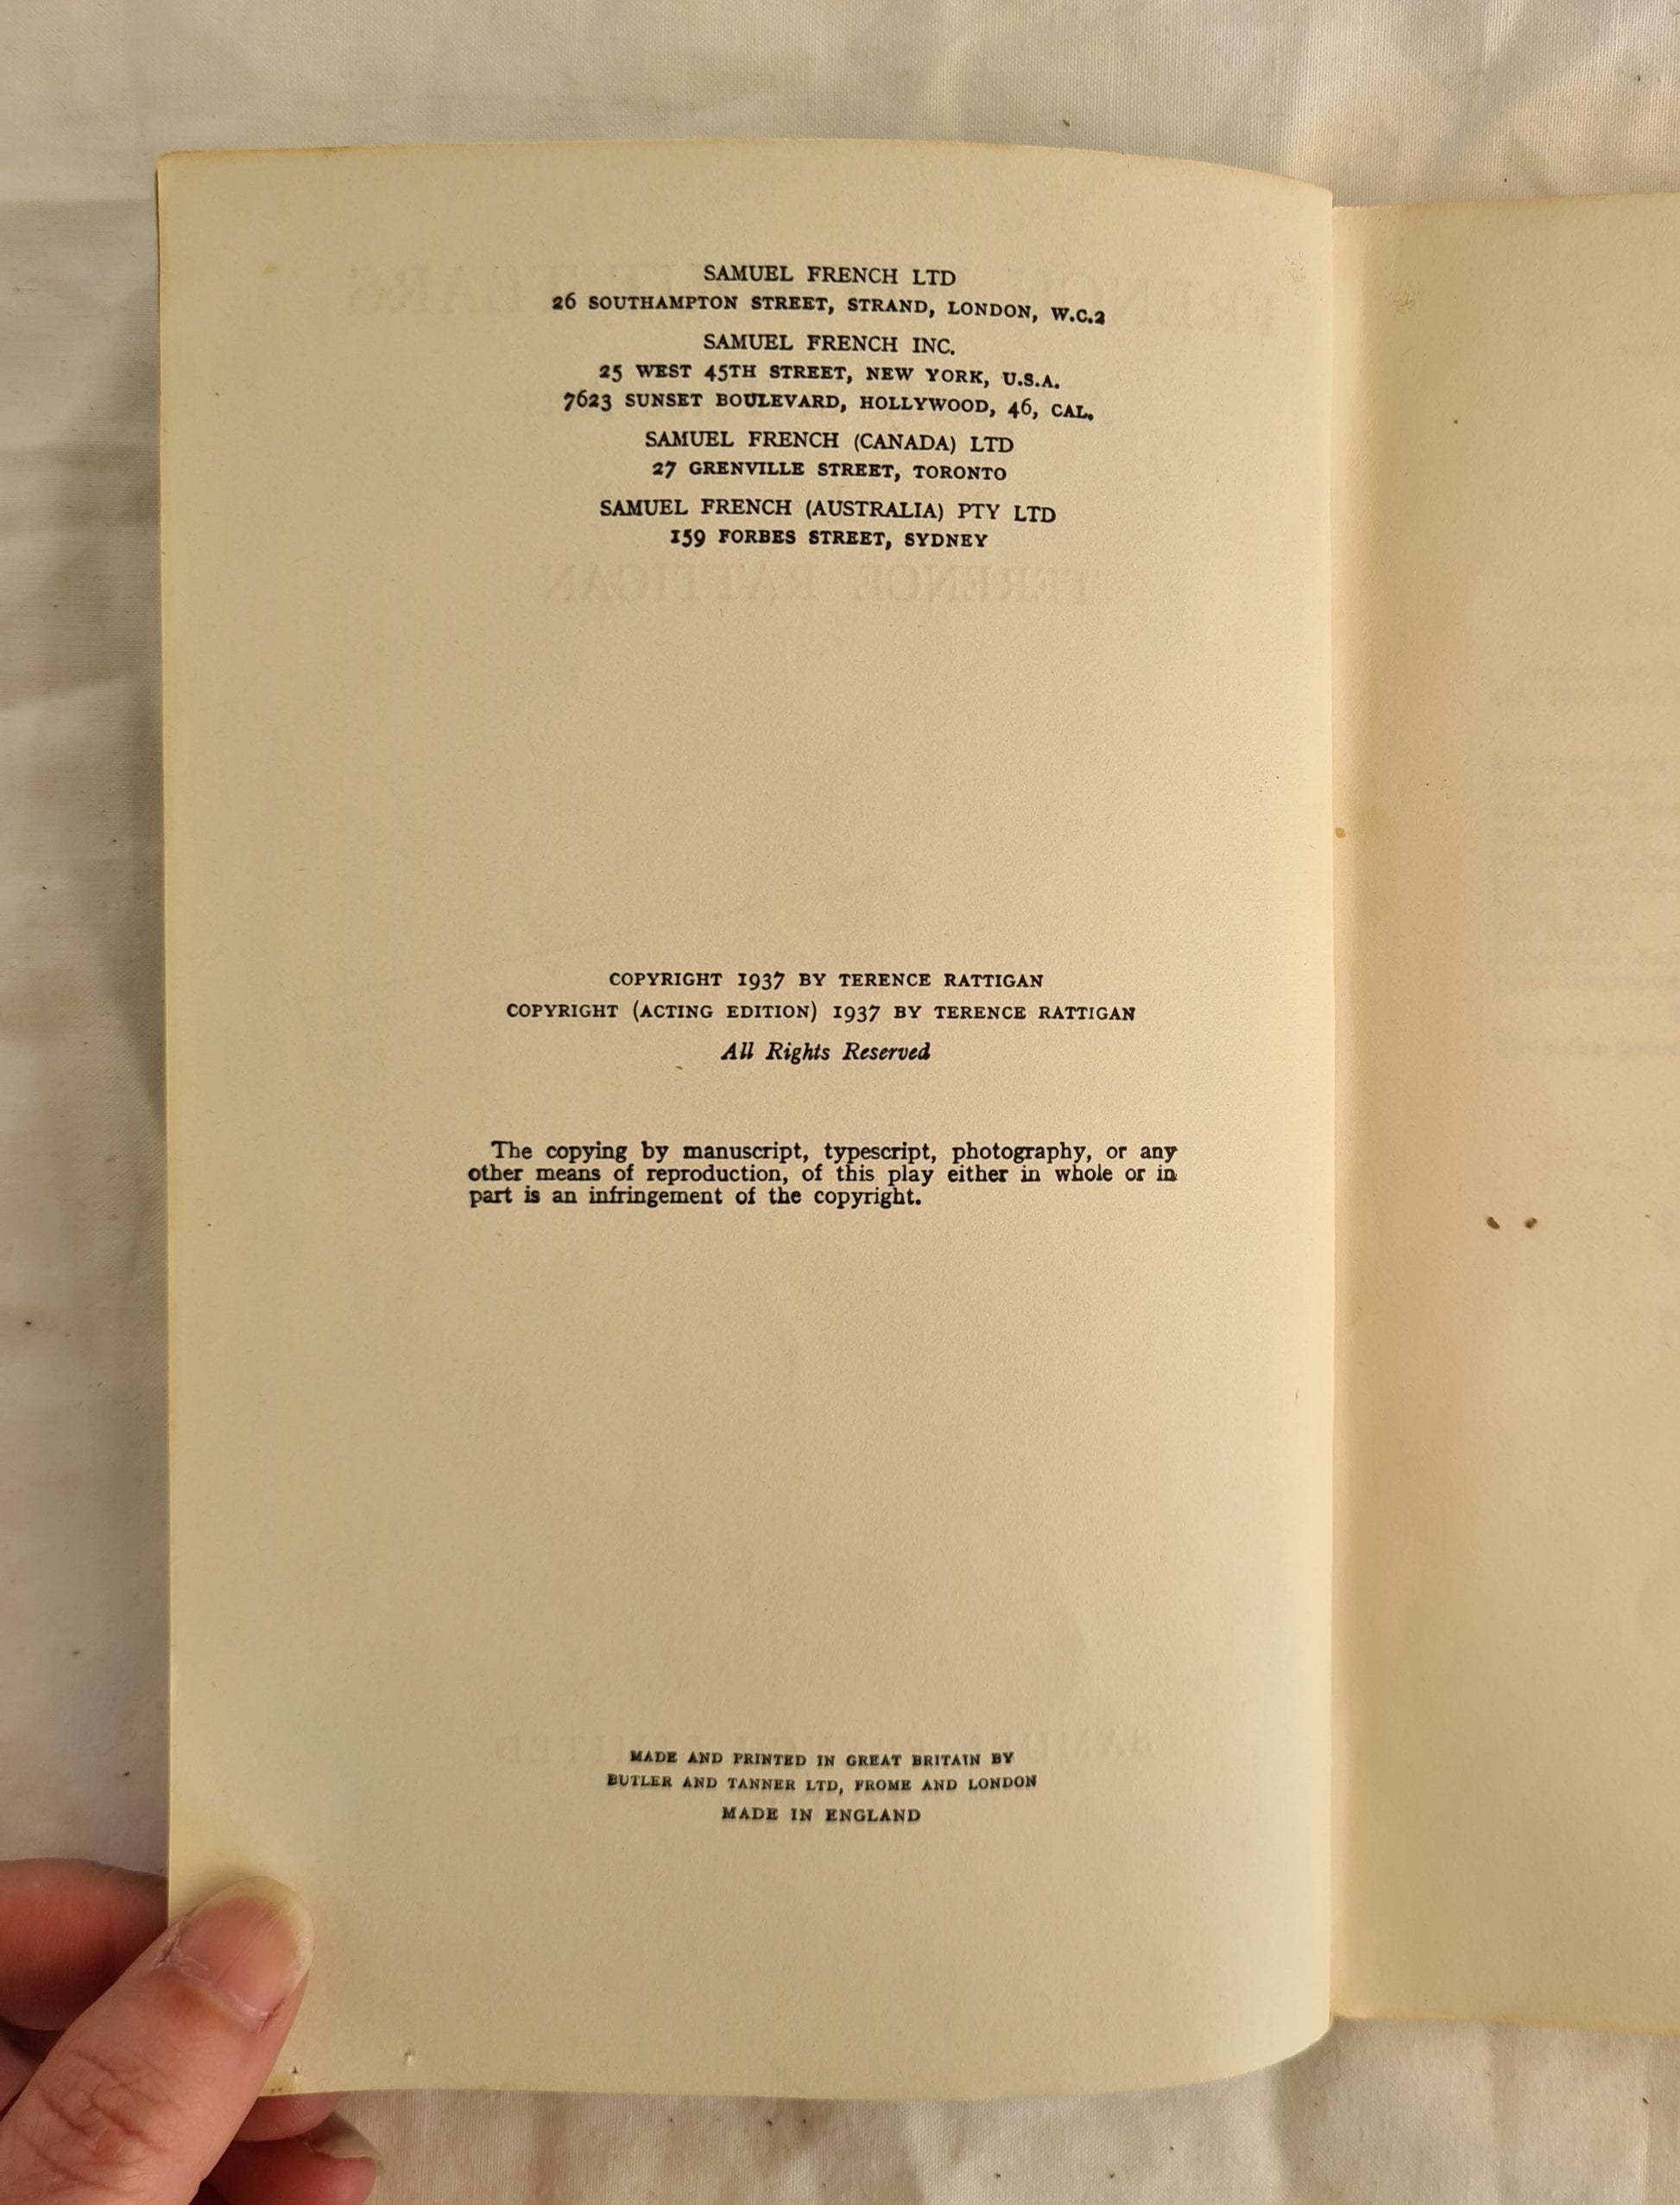 SAMUEL FRENCH LTD
26 SOUTHAMPTON STREET, STRAND, LONDON, W.C.2
SAMUEL FRENCH INC.
25 WEST 45TH STREET, NEW YORK, U.S.A.
7623 SUNSET BOULEVARD, HOLLYWOOD, 46, CAL.
SAMUEL FRENCH (CANADA) LTD
27 GRENVILLE STREET, TORONTO
SAMUEL FRENCH (AUSTRALIA) PTY LTD
159 FORBES STREET, SYDNEY
TERENCE RATTIGAN
COPYRIGHT 1937 BY TERENCE RATTIGAN
COPYRIGHT (ACTING EDITION) 1937 BY TERENCE RATTIGAN
All Rights Reserved
The copying by manuscript, typescript, photography, or any
other means of reproduction, of this play either in whole or in
part is an infringement of the copyright.
MADE AND PRINTED IN GREAT BRITAIN BY
BUTLER AND TANNER LTD, FROME AND LONDON
MADE IN ENGLAND